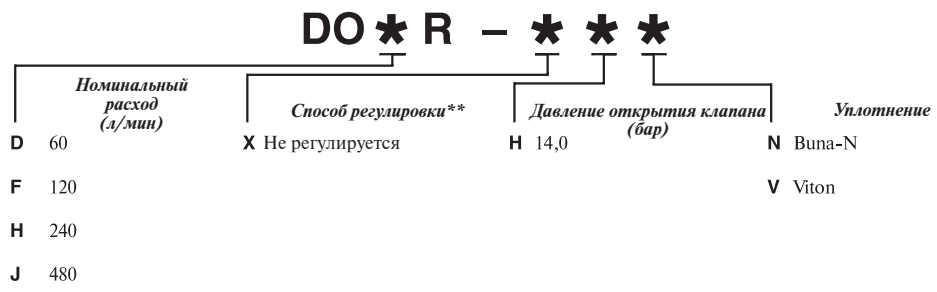 DO * R - * * *
Номинальный расход (л/мин)
D 60
F 120
H 240
J 480
Способ регулировки**
X Не регулируется
Давление открытия клапана (бар)
H 14,0
Уплотнение
N Buna-N
V Viton